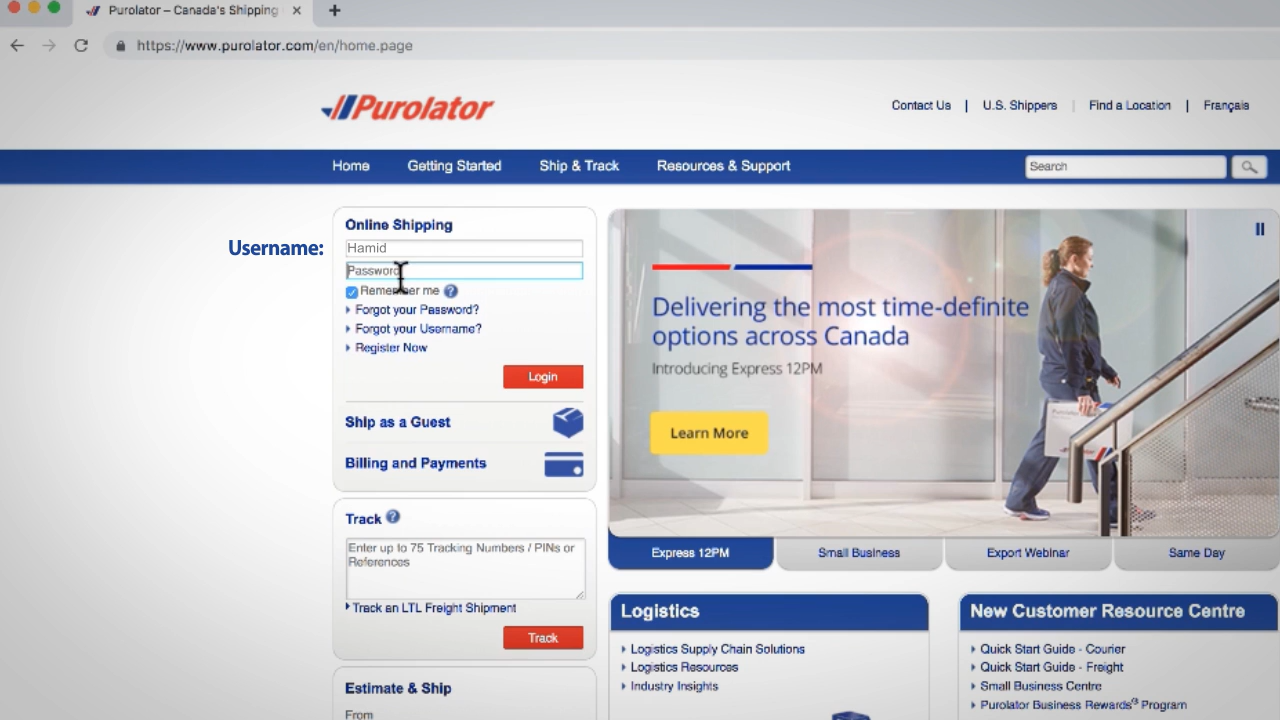 Purolator – Canada's Shipping
https://www.purolator.com/en/home.page
Purolator
Contact Us | U.S. Shippers | Find a Location | Français
Home Getting Started Ship & Track Resources & Support
Search
Online Shipping
Username:
Hamid
Password
Remember me
Forgot your Password?
Forgot your Username?
Register Now
Login
Ship as a Guest
Billing and Payments
Track
Enter up to 75 Tracking Numbers / PINs or
References
Track an LTL Freight Shipment
Track
Estimate & Ship
From
Delivering the most time-definite
options across Canada
Introducing Express 12PM
Learn More
Purolator
Express 12PM Small Business Export Webinar Same Day
Logistics
Logistics Supply Chain Solutions
Logistics Resources
Industry Insights
New Customer Resource Centre
Quick Start Guide - Courier
Quick Start Guide - Freight
Small Business Centre